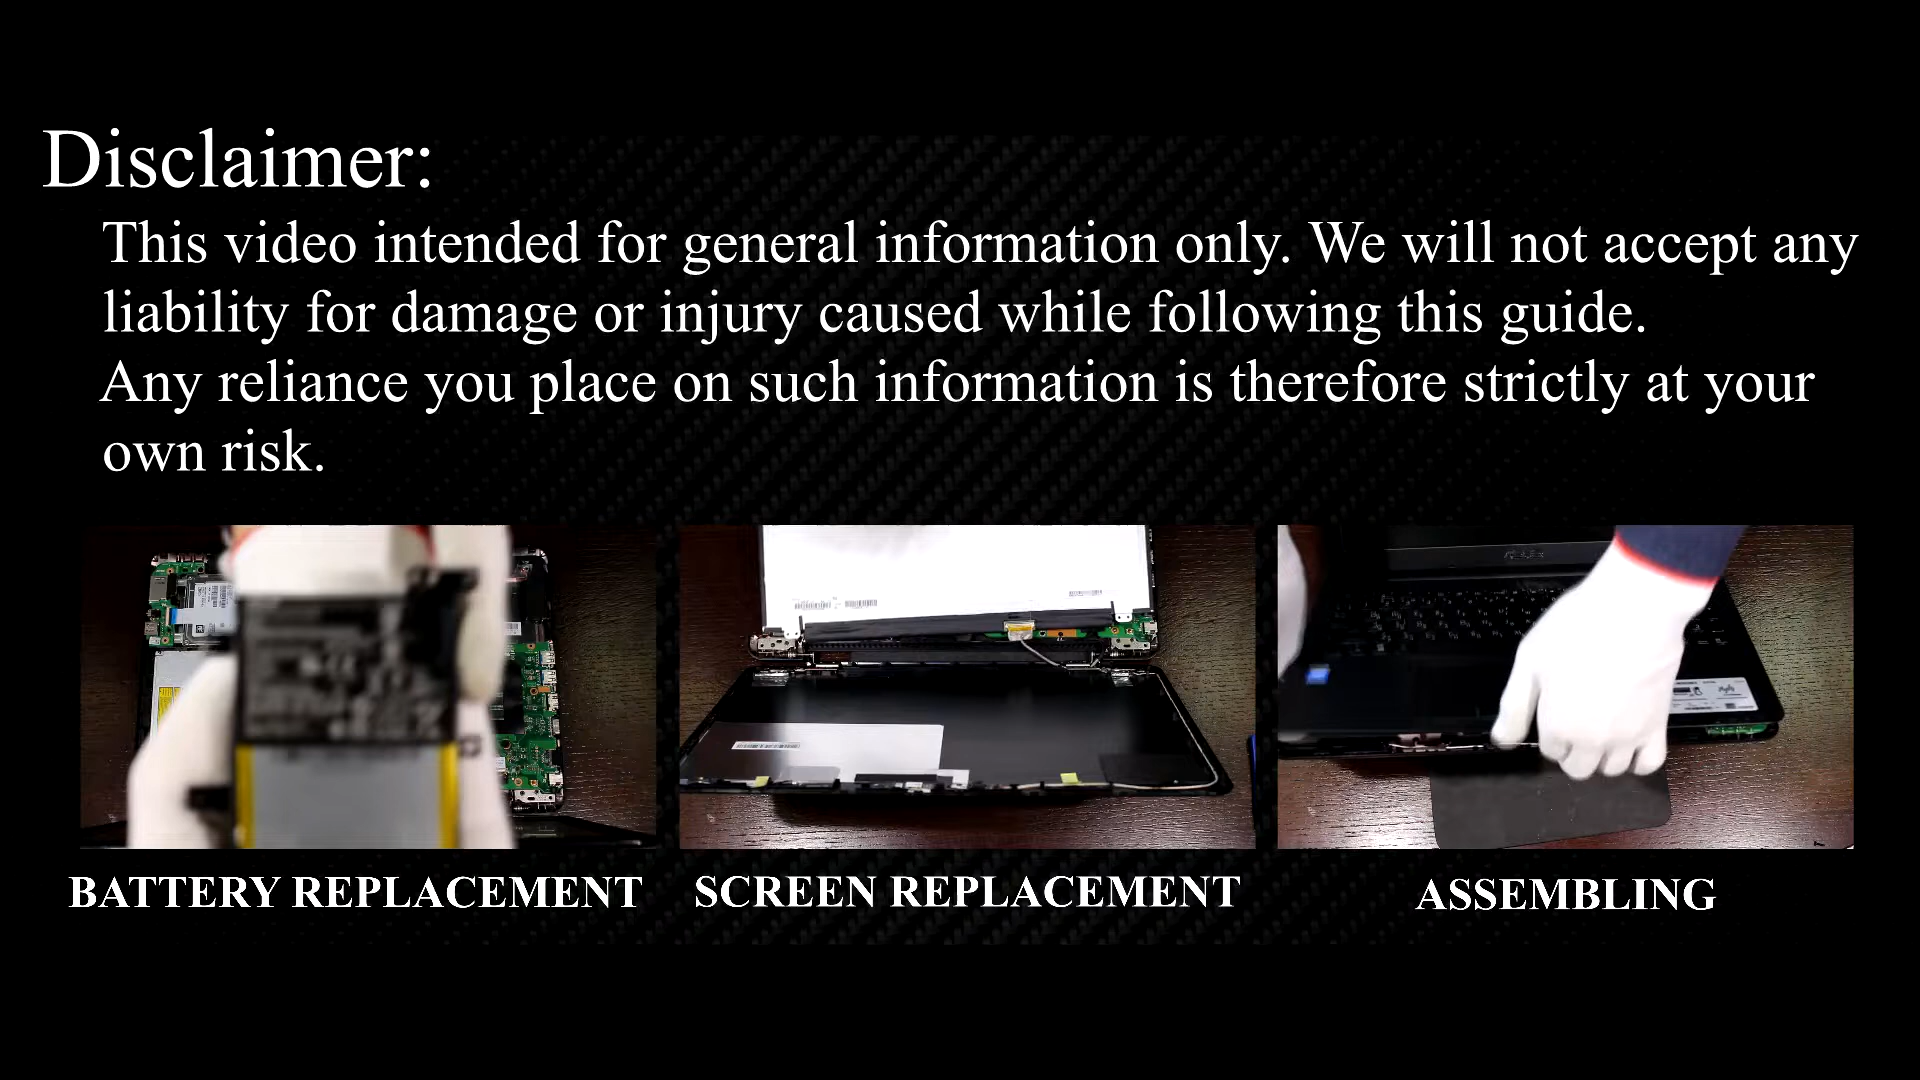 Disclaimer:
This video intended for general information only. We will not accept any
liability for damage or injury caused while following this guide.
Any reliance you place on such information is therefore strictly at your
own risk.
BATTERY REPLACEMENT
SCREEN REPLACEMENT
ASSEMBLING